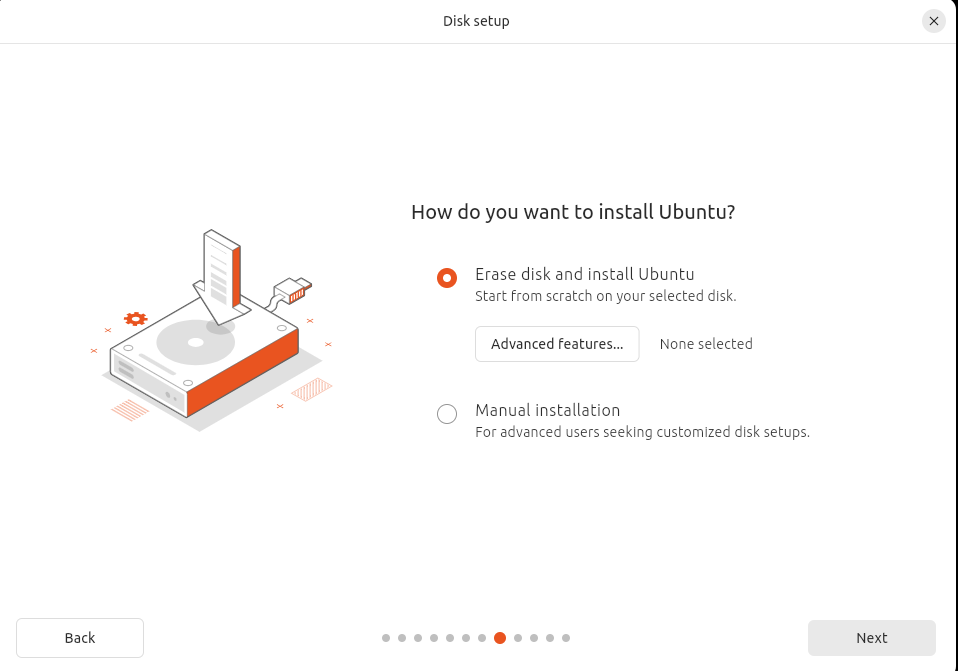 Disk setup
How do you want to install Ubuntu?
Erase disk and install Ubuntu
Start from scratch on your selected disk.
Advanced features... None selected
Manual installation
For advanced users seeking customized disk setups.
Back Next